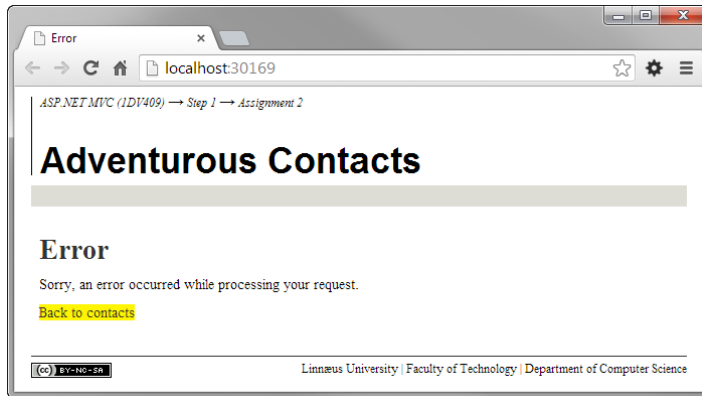 Error
localhost:30169
ASP.NET MVC (1DV409) → Step 1 → Assignment 2
Adventurous Contacts
Error
Sorry, an error occurred while processing your request.
Back to contacts
(cc) BY-NC-SA
Linnæus University | Faculty of Technology | Department of Computer Science